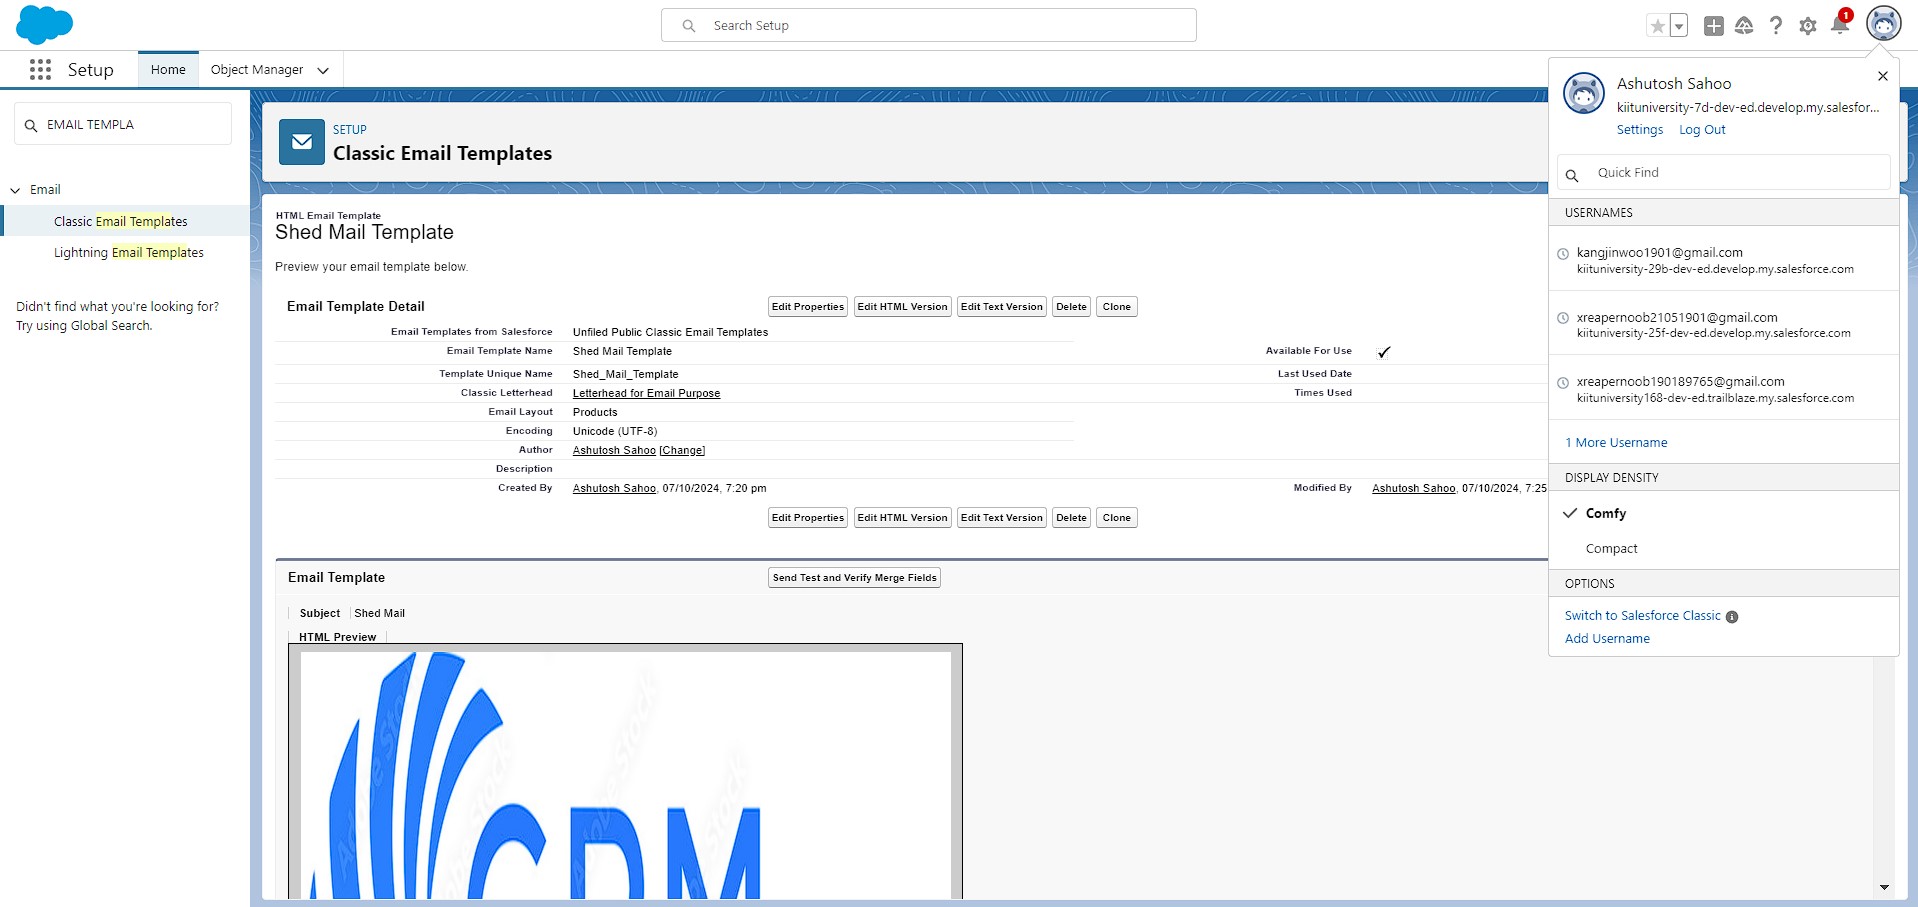 Search Setup
1
Setup
Home
Object Manager
EMAIL TEMPLA
Email
Classic Email Templates
Lightning Email Templates
Didn't find what you're looking for?
Try using Global Search.
SETUP
Classic Email Templates
HTML Email Template
Shed Mail Template
Preview your email template below.
Email Template Detail
Edit Properties Edit HTML Version Edit Text Version Delete Clone
Email Templates from Salesforce Unfiled Public Classic Email Templates
Email Template Name Shed Mail Template Available For Use
Template Unique Name Shed_Mail_Template Last Used Date
Classic Letterhead Letterhead for Email Purpose Times Used
Email Layout Products
Encoding Unicode (UTF-8)
Author Ashutosh Sahoo [Change]
Description
Created By Ashutosh Sahoo, 07/10/2024, 7:20 pm Modified By Ashutosh Sahoo, 07/10/2024, 7:25
Edit Properties Edit HTML Version Edit Text Version Delete Clone
Email Template
Send Test and Verify Merge Fields
Subject Shed Mail
HTML Preview
CRM
Adobe Stock
Ashutosh Sahoo
kiituniversity-7d-dev-ed.develop.my.salesfor...
Settings Log Out
Quick Find
USERNAMES
kangjinwoo1901@gmail.com
kiituniversity-29b-dev-ed.develop.my.salesforce.com
xreapernoob21051901@gmail.com
kiituniversity-25f-dev-ed.develop.my.salesforce.com
xreapernoob190189765@gmail.com
kiituniversity168-dev-ed.trailblaze.my.salesforce.com
1 More Username
DISPLAY DENSITY
Comfy
Compact
OPTIONS
Switch to Salesforce Classic
Add Username